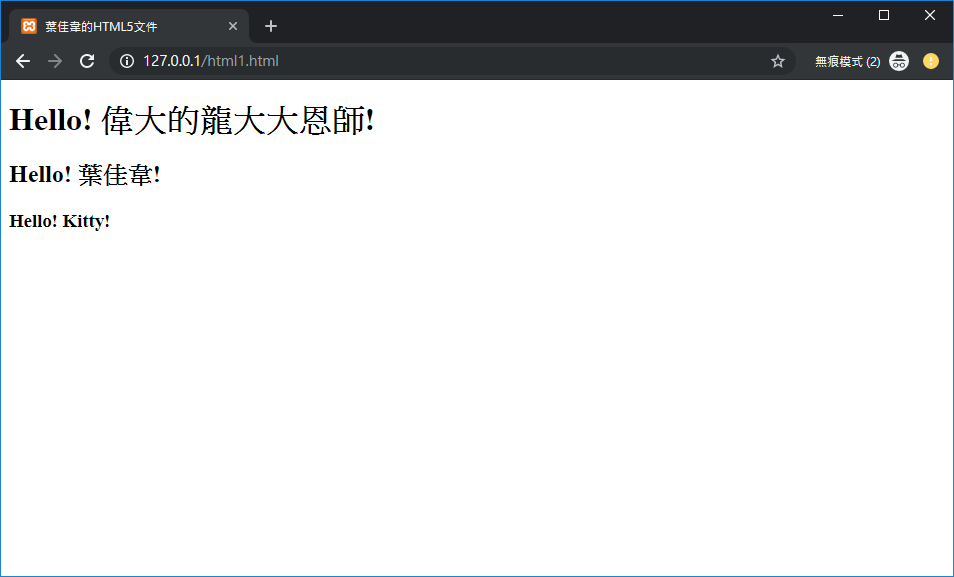 葉佳韋的HTML5文件
127.0.0.1/html1.html
無痕模式 (2)
Hello! 偉大的龍大大恩師!
Hello! 葉佳韋!
Hello! Kitty!